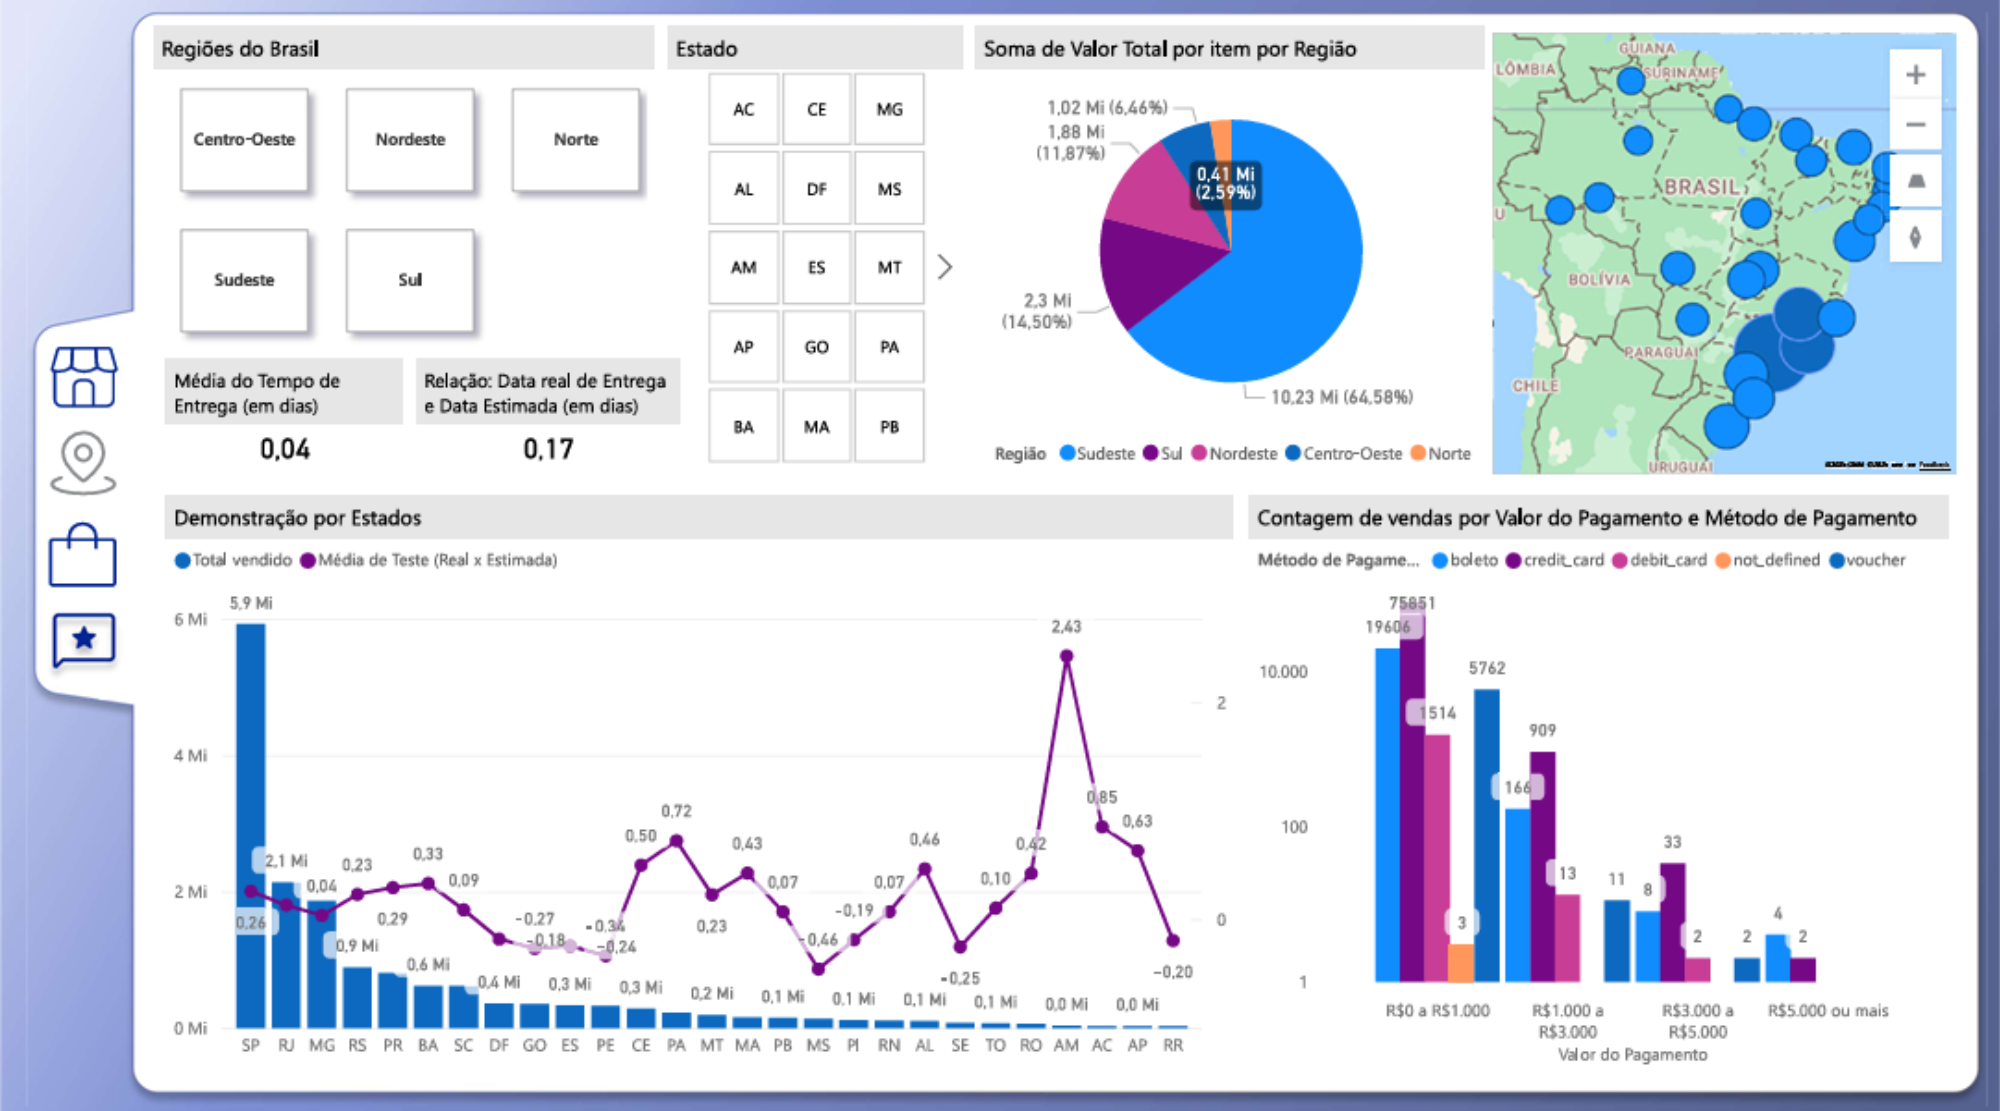 Regiões do Brasil
Centro-Oeste
Nordeste
Norte
Sudeste
Sul
Média do Tempo de
Entrega (em dias)
0,04
Relação: Data real de Entrega
e Data Estimada (em dias)
0,17
Estado
AC CE MG
AL DF MS
AM ES MT
AP GO PA
BA MA PB
Soma de Valor Total por item por Região
1,02 Mi (6,46%)
1,88 Mi
(11,87%)
0,41 Mi
(2,59%)
2,3 Mi
(14,50%)
10,23 Mi (64,58%)
Região Sudeste Sul Nordeste Centro-Oeste Norte
GUIANA
LÔMBIA
SURINAME
BRASIL
U
BOLÍVIA
PARAGUAI
CHILE
URUGUAI
Demonstração por Estados
Total vendido Média de Teste (Real x Estimada)
6 Mi
4 Mi
2 Mi
0 Mi
5,9 Mi
2,1 Mi
0,9 Mi
0,6 Mi
0,4 Mi
0,3 Mi
0,3 Mi
0,2 Mi
0,1 Mi
0,1 Mi
0,1 Mi
0,1 Mi
0,0 Mi
0,0 Mi
0,26
0,04
0,23
0,29
0,33
0,09
-0,27
-0,18
-0,34
-0,24
0,50
0,72
0,23
0,43
0,07
-0,46
-0,19
0,07
0,46
-0,25
0,10
0,42
2,43
0,85
0,63
-0,20
2
0
SP RJ MG RS PR BA SC DF GO ES PE CE PA MT MA PB MS PI RN AL SE TO RO AM AC AP RR
Contagem de vendas por Valor do Pagamento e Método de Pagamento
Método de Pagame... boleto credit_card debit_card not_defined voucher
10.000
100
1
19606
75851
1514
3
5762
166
909
13
11
8
33
2
2
4
2
R$0 a R$1.000
R$1.000 a
R$3.000
R$3.000 a
R$5.000
R$5.000 ou mais
Valor do Pagamento